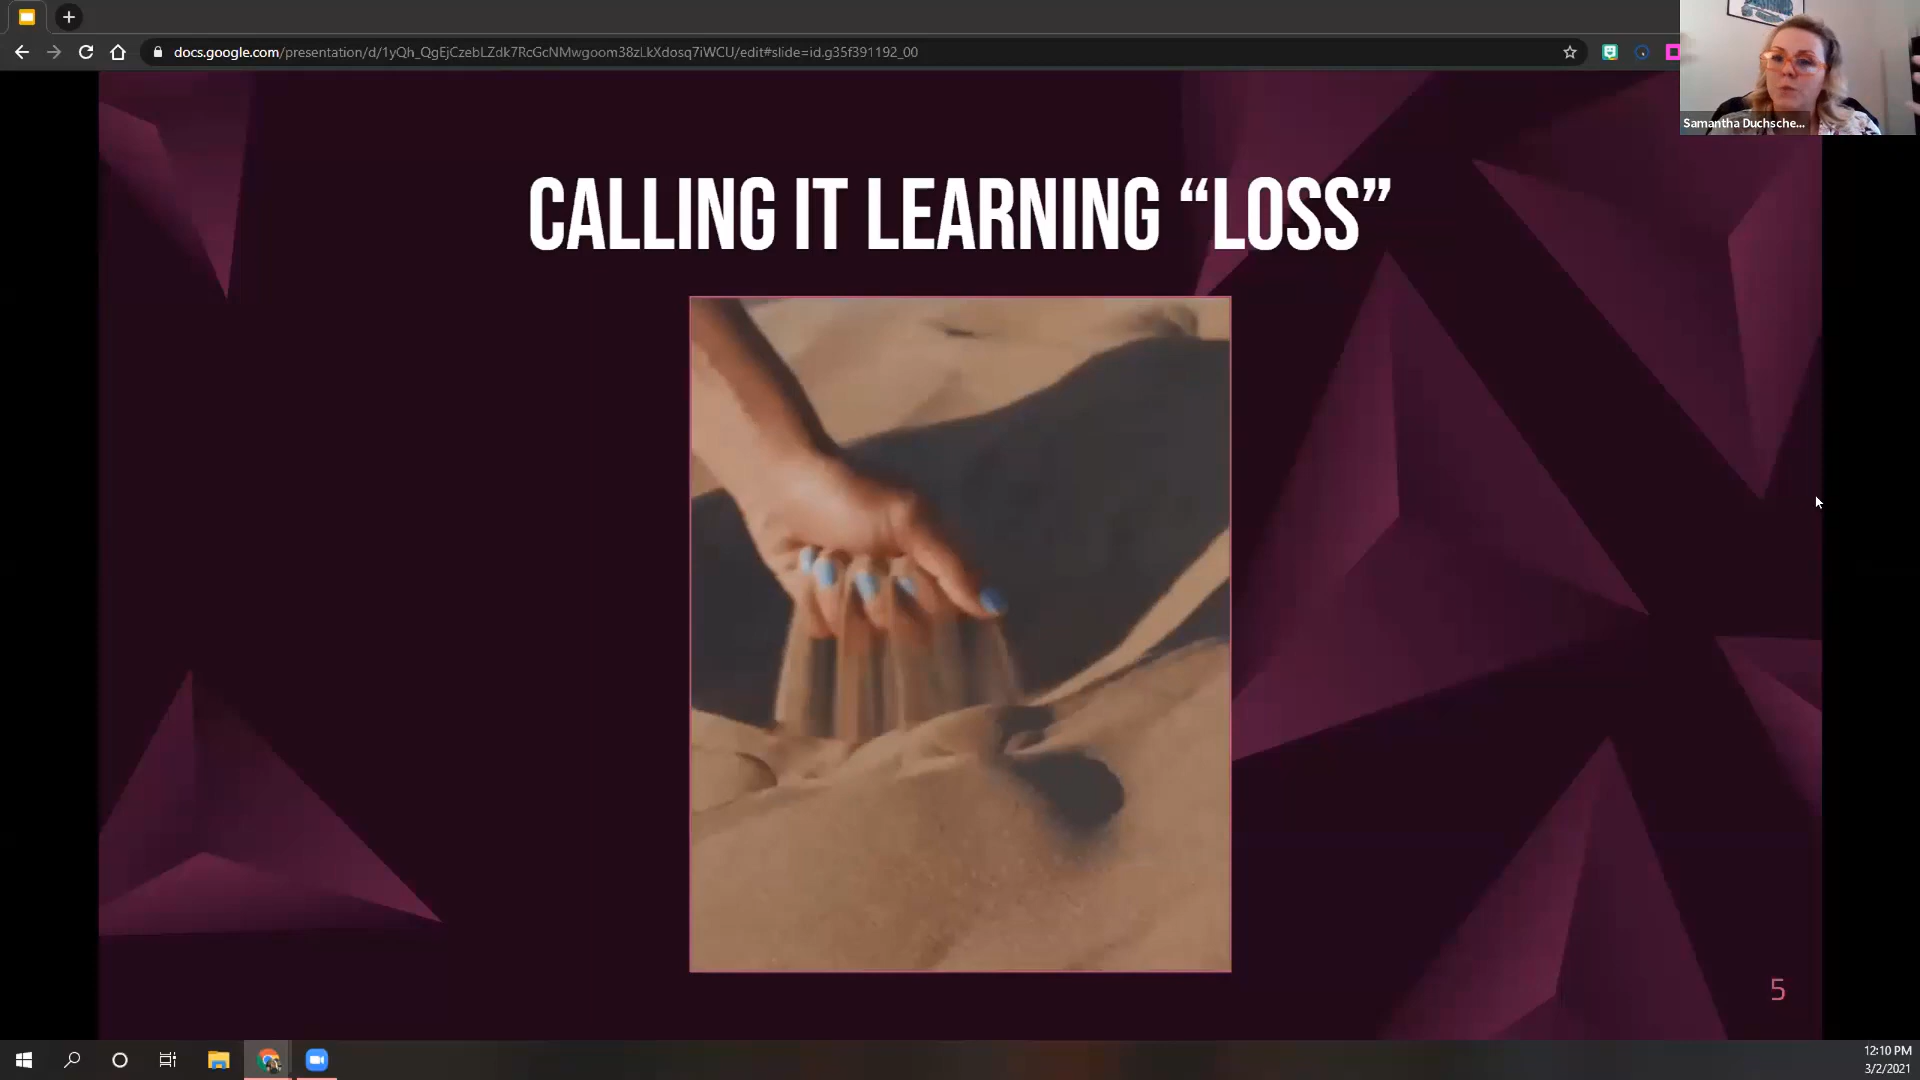 docs.google.com/presentation/d/1yQh_QgEjCzebLZdk7RcGcNMwgoom38zLkXdosq7iWCU/edit#slide=id.g35f391192_00
Samantha Duchsche...
CALLING IT LEARNING “LOSS”
5
12:10 PM
3/2/2021